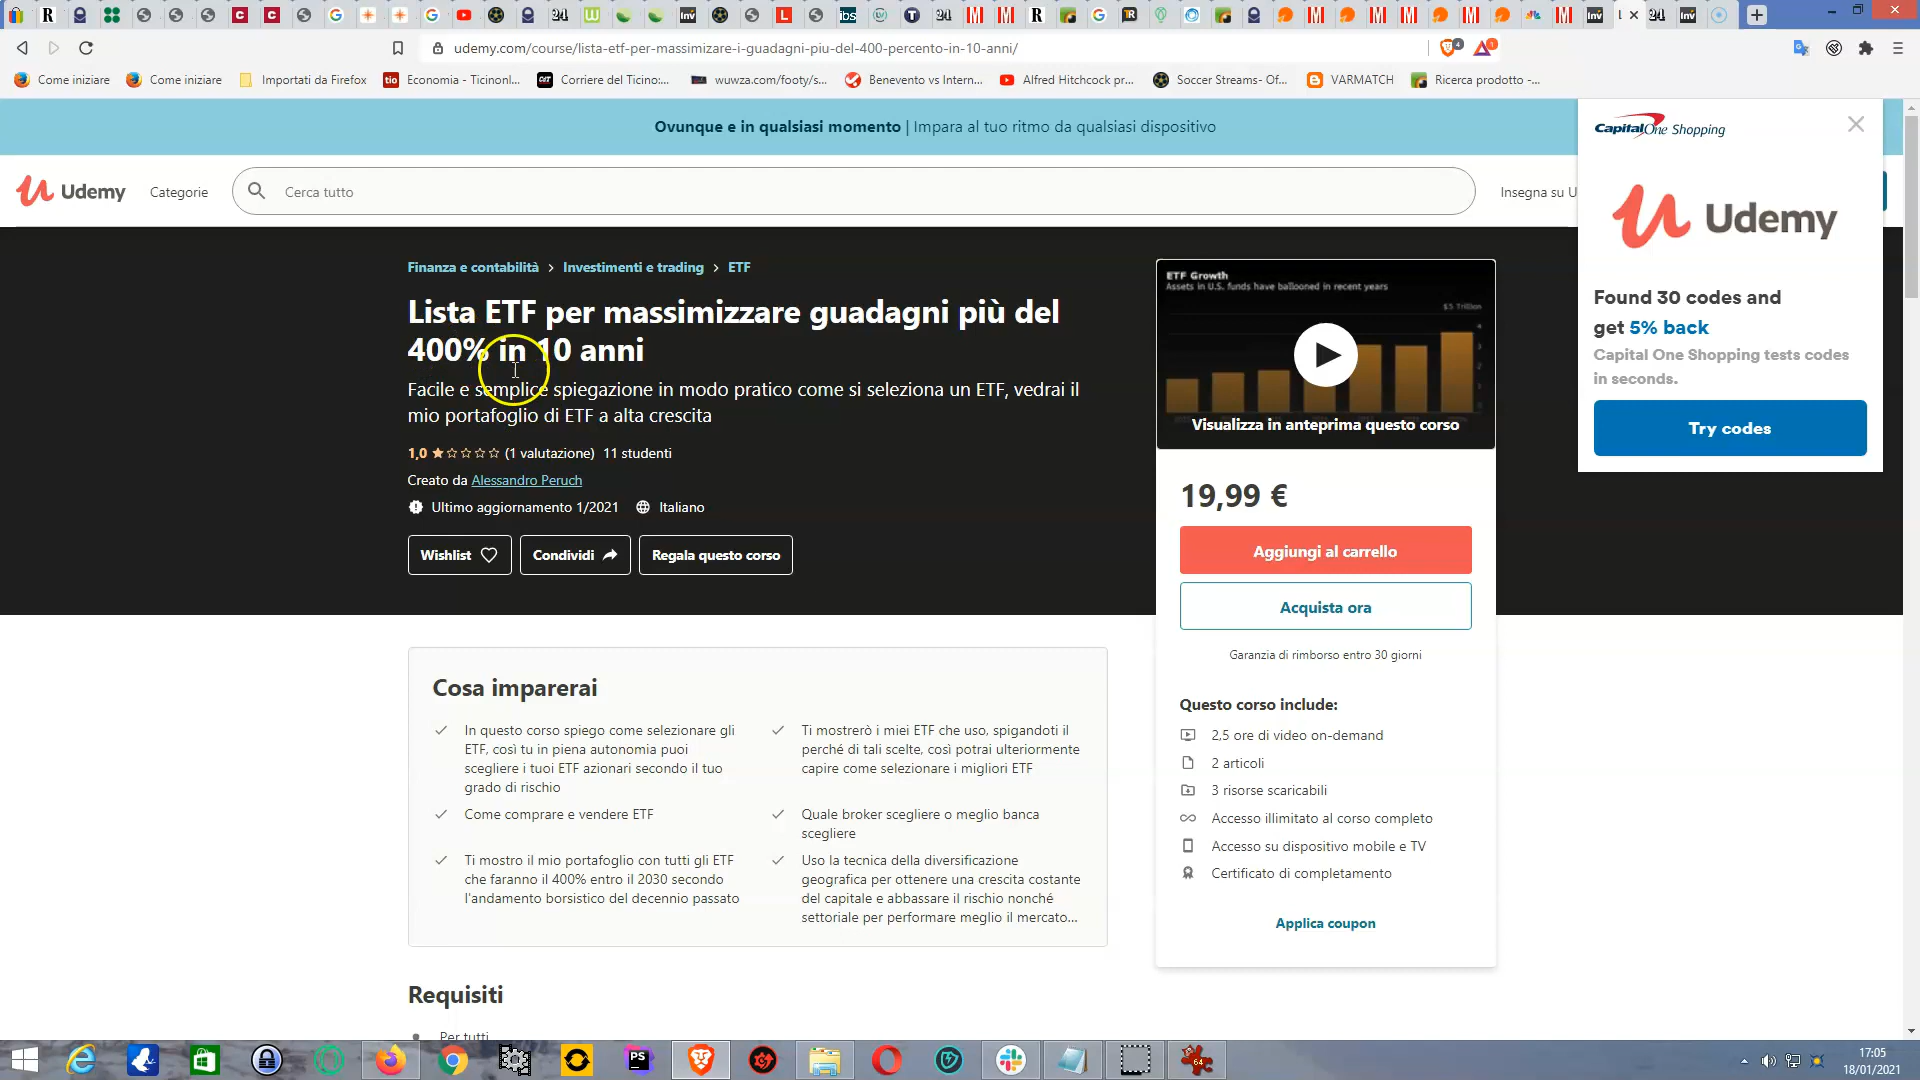 udemy.com/course/lista-etf-per-massimizare-i-guadagni-piu-del-400-percento-in-10-anni/
Come iniziare
Come iniziare
Importati da Firefox
Economia - Ticinonl...
Corriere del Ticino:...
wuwza.com/footy/s...
Benevento vs Intern...
Alfred Hitchcock pr...
Soccer Streams- Of...
VARMATCH
Ricerca prodotto -...
Ovunque e in qualsiasi momento | Impara al tuo ritmo da qualsiasi dispositivo
Udemy
Categorie
Cerca tutto
Insegna su U
CapitalOne Shopping
Udemy
Found 30 codes and
get 5% back
Capital One Shopping tests codes
in seconds.
Try codes
Finanza e contabilità > Investimenti e trading > ETF
Lista ETF per massimizzare guadagni più del
400% in 10 anni
Facile e semplice spiegazione in modo pratico come si seleziona un ETF, vedrai il
mio portafoglio di ETF a alta crescita
1,0 (1 valutazione) 11 studenti
Creato da Alessandro Peruch
Ultimo aggiornamento 1/2021 Italiano
Wishlist
Condividi
Regala questo corso
ETF Growth
Assets in U.S. funds have ballooned in recent years
$5 Trillion
Visualizza in anteprima questo corso
19,99 €
Aggiungi al carrello
Acquista ora
Garanzia di rimborso entro 30 giorni
Questo corso include:
2,5 ore di video on-demand
2 articoli
3 risorse scaricabili
Accesso illimitato al corso completo
Accesso su dispositivo mobile e TV
Certificato di completamento
Applica coupon
Cosa imparerai
In questo corso spiego come selezionare gli
ETF, così tu in piena autonomia puoi
scegliere i tuoi ETF azionari secondo il tuo
grado di rischio
Ti mostrerò i miei ETF che uso, spigandoti il
perché di tali scelte, così potrai ulteriormente
capire come selezionare i migliori ETF
Come comprare e vendere ETF
Quale broker scegliere o meglio banca
scegliere
Ti mostro il mio portafoglio con tutti gli ETF
che faranno il 400% entro il 2030 secondo
l'andamento borsistico del decennio passato
Uso la tecnica della diversificazione
geografica per ottenere una crescita costante
del capitale e abbassare il rischio nonché
settoriale per performare meglio il mercato...
Requisiti
Per tutti
17:05
18/01/2021